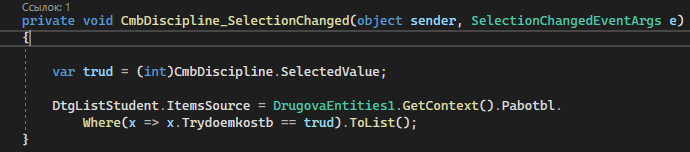 Ссылок: 1
private void CmbDiscipline_SelectionChanged(object sender, SelectionChangedEventArgs e)
{
var trud = (int)CmbDiscipline.SelectedValue;
DtgListStudent.ItemsSource = DrugovaEntities1.GetContext().Pabotbl.
Where(x => x.Trydoemkostb == trud).ToList();
}